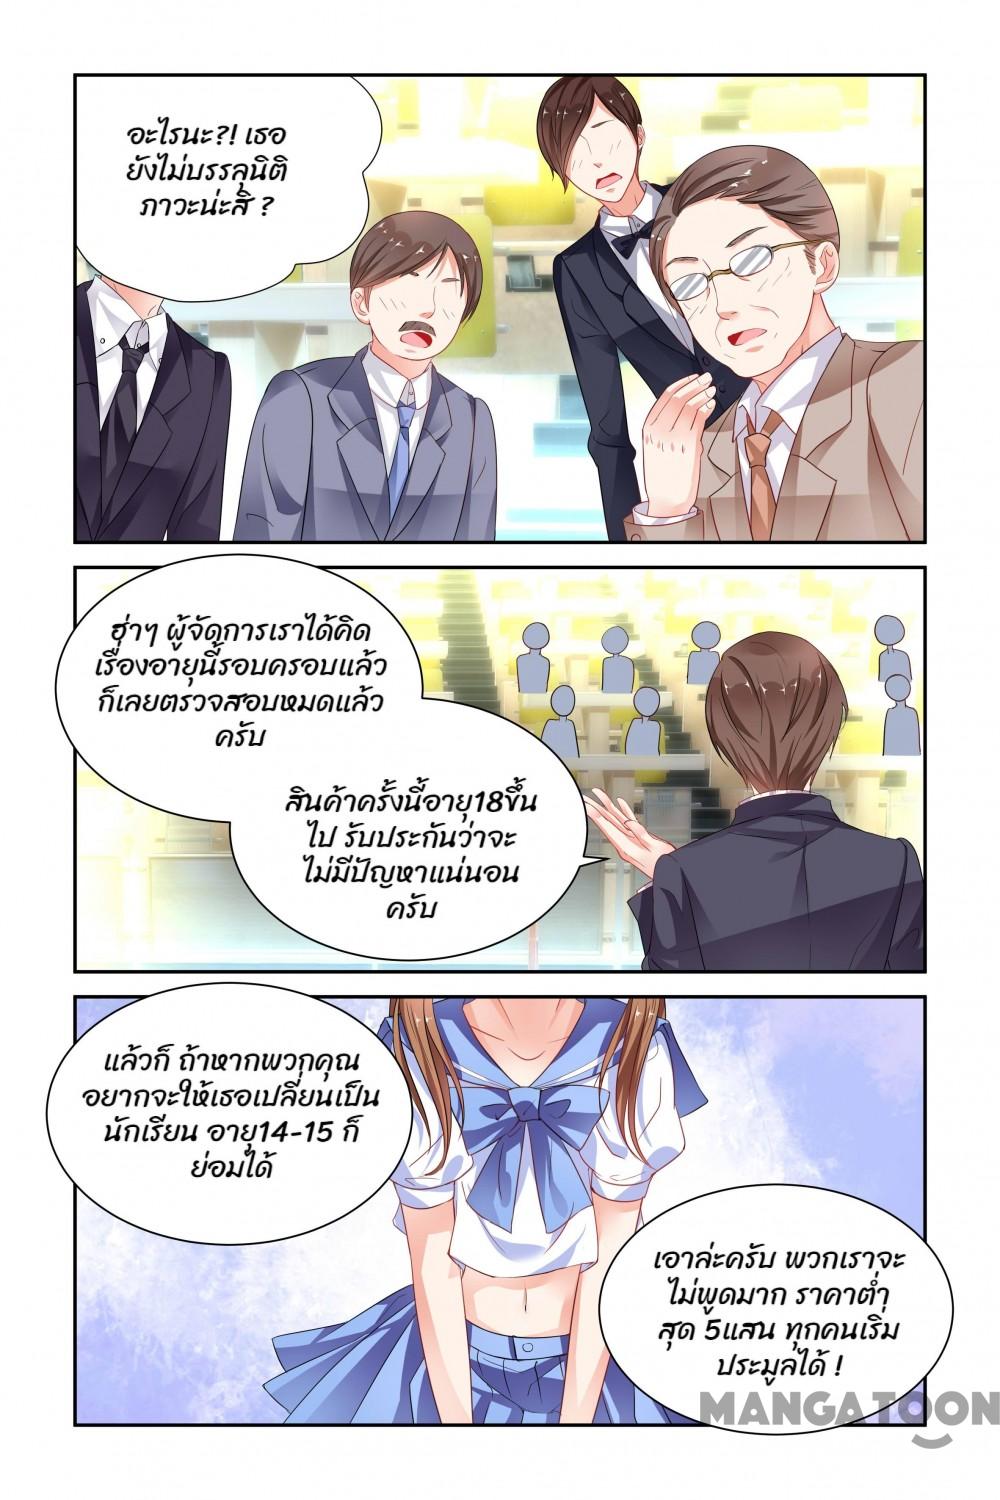 อะไรนะ?! เธอ
ยังไม่บรรลุนิติ
ภาวะน่ะสิ ?
ฮ่าๆ ผู้จัดการเราได้คิด
เรื่องอายุนี้รอบครอบแล้ว
ก็เลยตรวจสอบหมดแล้ว
ครับ
สินค้าครั้งนี้อายุ18ขึ้น
ไป รับประกันว่าจะ
ไม่มีปัญหาแน่นอน
ครับ
แล้วก็ ถ้าหากพวกคุณ
อยากจะให้เธอเปลี่ยนเป็น
นักเรียน อายุ14-15 ก็
ย่อมได้
เอาล่ะครับ พวกเราจะ
ไม่พูดมาก ราคาต่ำ
สุด 5แสน ทุกคนเริ่ม
ประมูลได้ !
MANGATOON